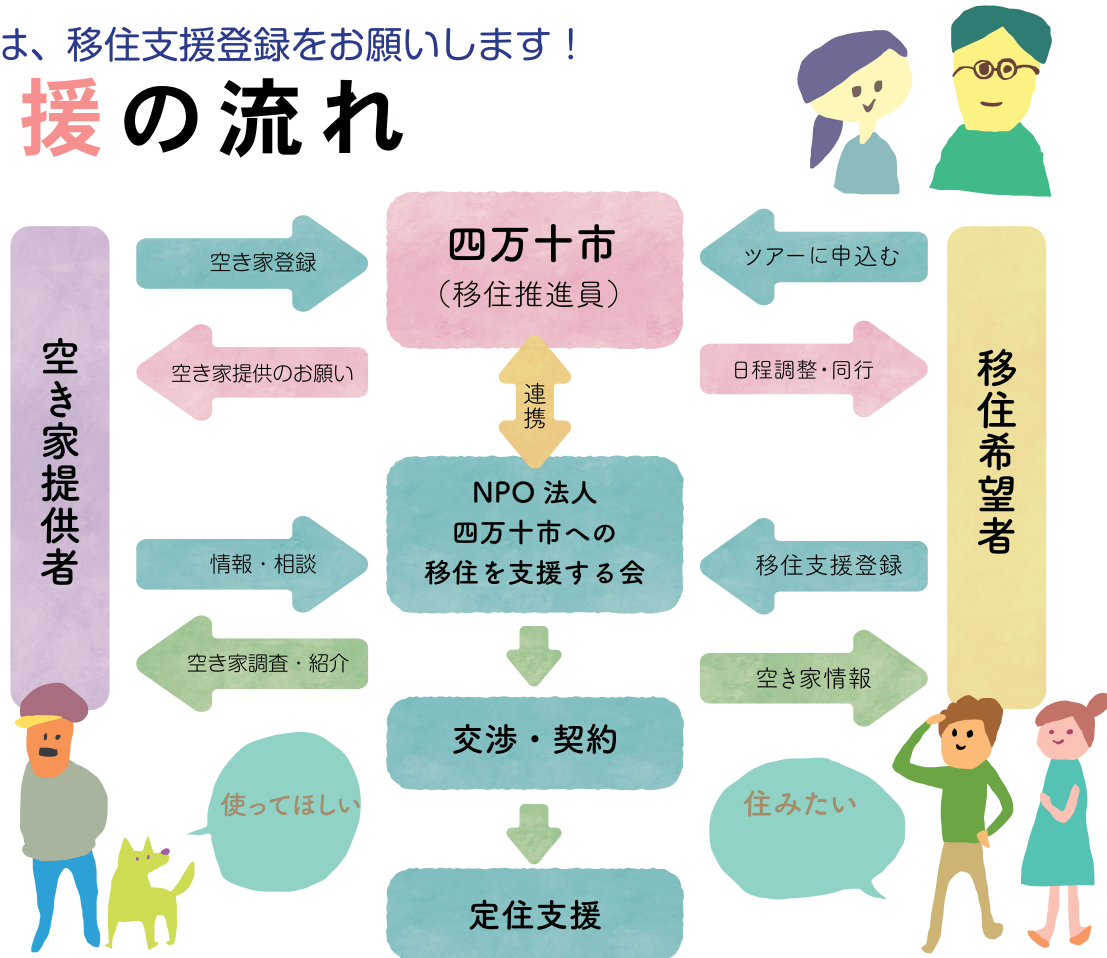 は、移住支援登録をお願いします！
援の流れ
空き家提供者
空き家登録
空き家提供のお願い
情報・相談
空き家調査・紹介
四万十市
（移住推進員）
連携
NPO 法人
四万十市への
移住を支援する会
交渉・契約
定住支援
ツアーに申込む
日程調整・同行
移住支援登録
空き家情報
移住希望者
使ってほしい
住みたい